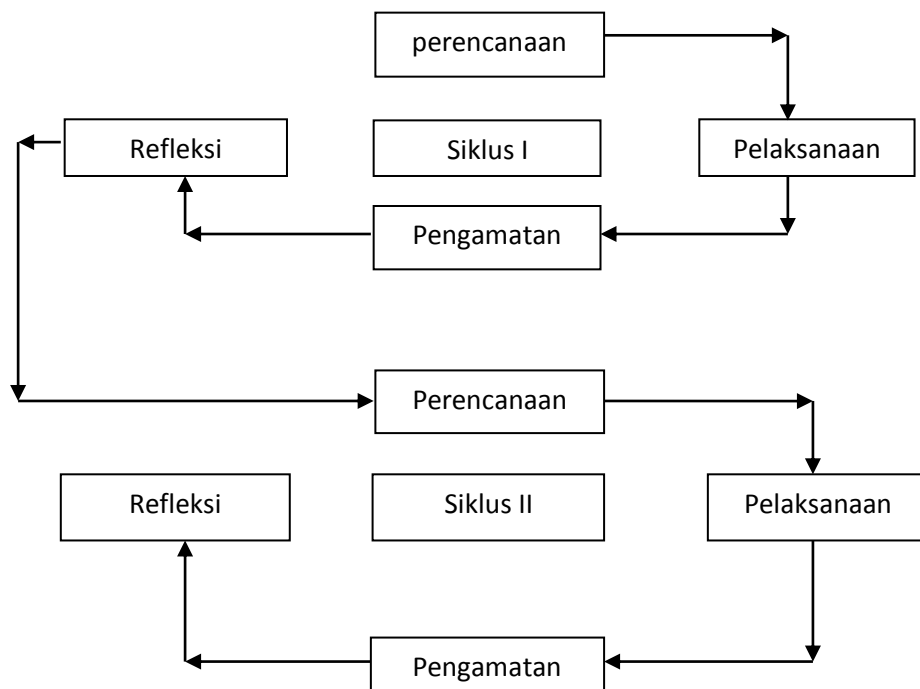 perencanaan
Refleksi
Siklus I
Pelaksanaan
Pengamatan
Perencanaan
Refleksi
Siklus II
Pelaksanaan
Pengamatan